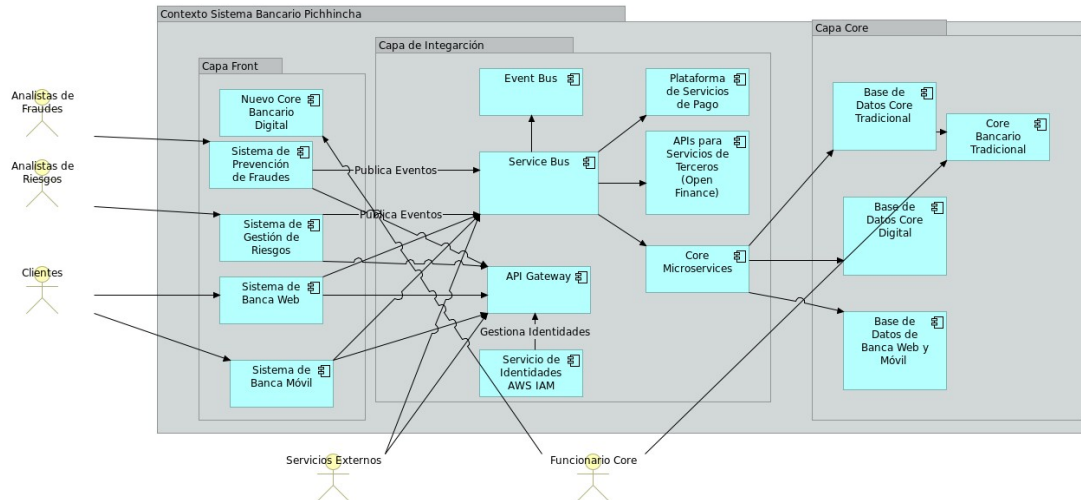 Contexto Sistema Bancario Pichhincha
Capa Front
Capa de Integarción
Capa Core
Analistas de
Fraudes
Analistas de
Riesgos
Clientes
Nuevo Core
Bancario
Digital
Sistema de
Prevención
de Fraudes
Sistema de
Gestión de
Riesgos
Sistema de
Banca Web
Sistema de
Banca Móvil
Publica Eventos
Publica Eventos
Event Bus
Service Bus
API Gateway
Gestiona Identidades
Servicio de
Identidades
AWS IAM
Plataforma
de Servicios
de Pago
APIs para
Servicios de
Terceros
(Open
Finance)
Core
Microservices
Base de
Datos Core
Tradicional
Core
Bancario
Tradicional
Base de
Datos Core
Digital
Base de
Datos de
Banca Web y
Móvil
Servicios Externos
Funcionario Core